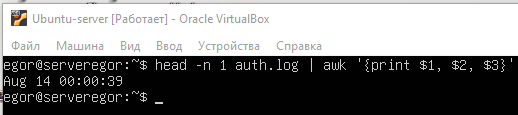 Ubuntu-server [Работает] - Oracle VirtualBox
Файл Машина Вид Ввод Устройства Справка
egor@serveregor:~$ head -n 1 auth.log | awk '{print $1, $2, $3}'
Aug 14 00:00:39
egor@serveregor:~$ _